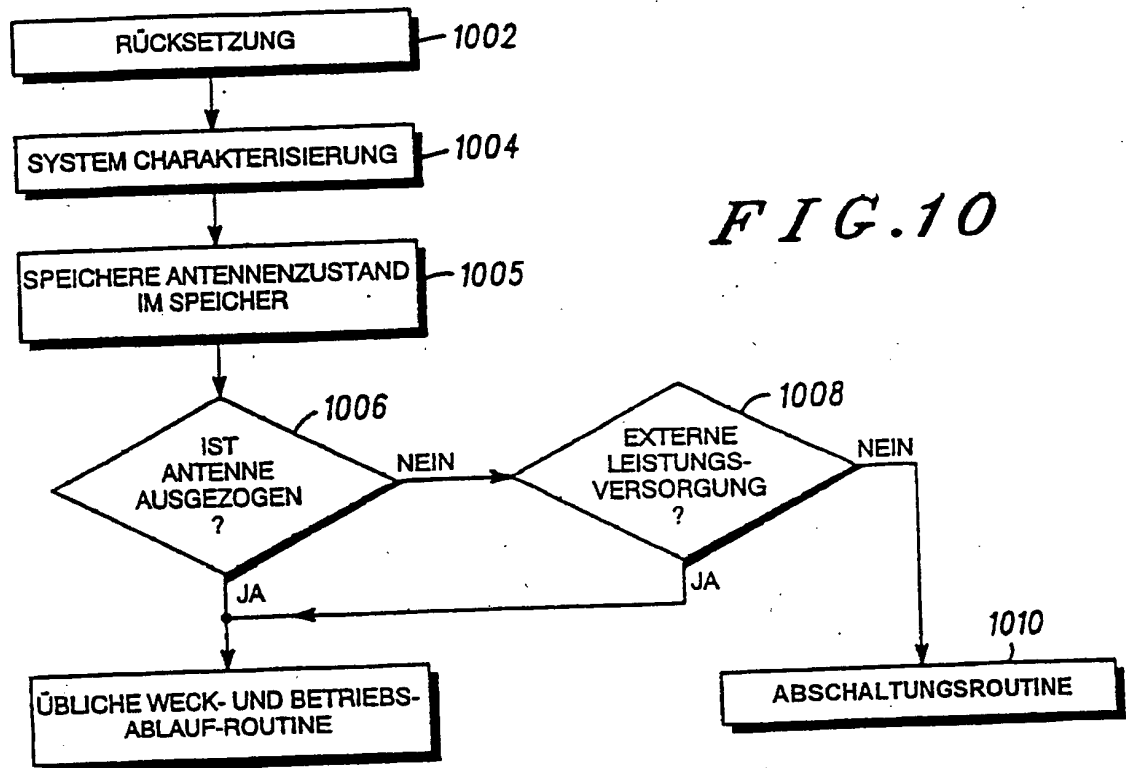 RÜCKSETZUNG
1002
SYSTEM CHARAKTERISIERUNG
1004
FIG.10
SPEICHERE ANTENNENZUSTAND
IM SPEICHER
1005
1006
IST
ANTENNE
AUSGEZOGEN
?
NEIN
JA
1008
EXTERNE
LEISTUNGS-
VERSORGUNG
?
NEIN
JA
ÜBLICHE WECK- UND BETRIEBS-
ABLAUF-ROUTINE
1010
ABSCHALTUNGSROUTINE